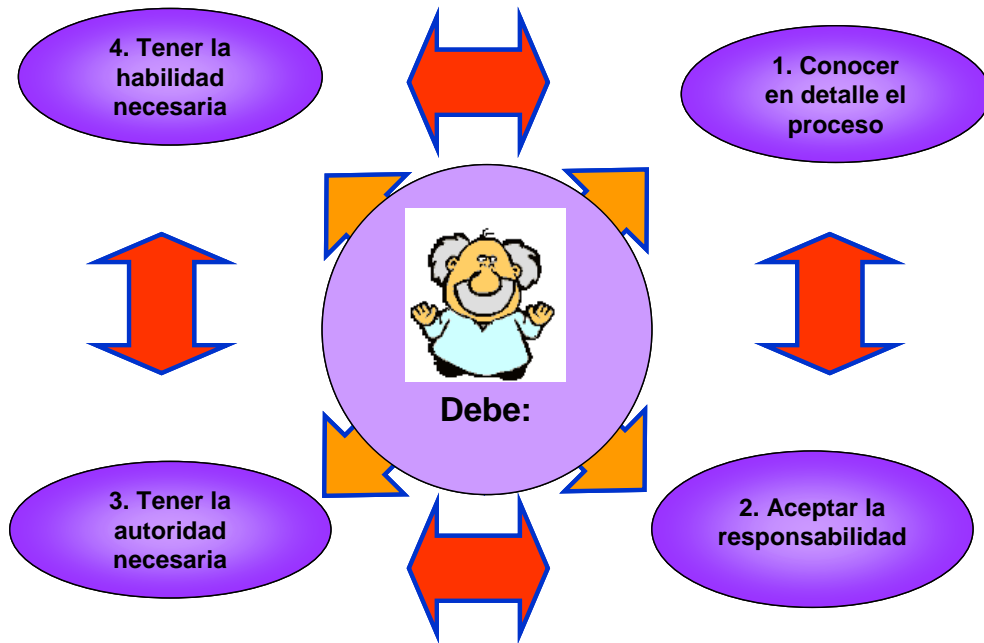 4. Tener la
habilidad
necesaria
1. Conocer
en detalle el
proceso
Debe:
3. Tener la
autoridad
necesaria
2. Aceptar la
responsabilidad